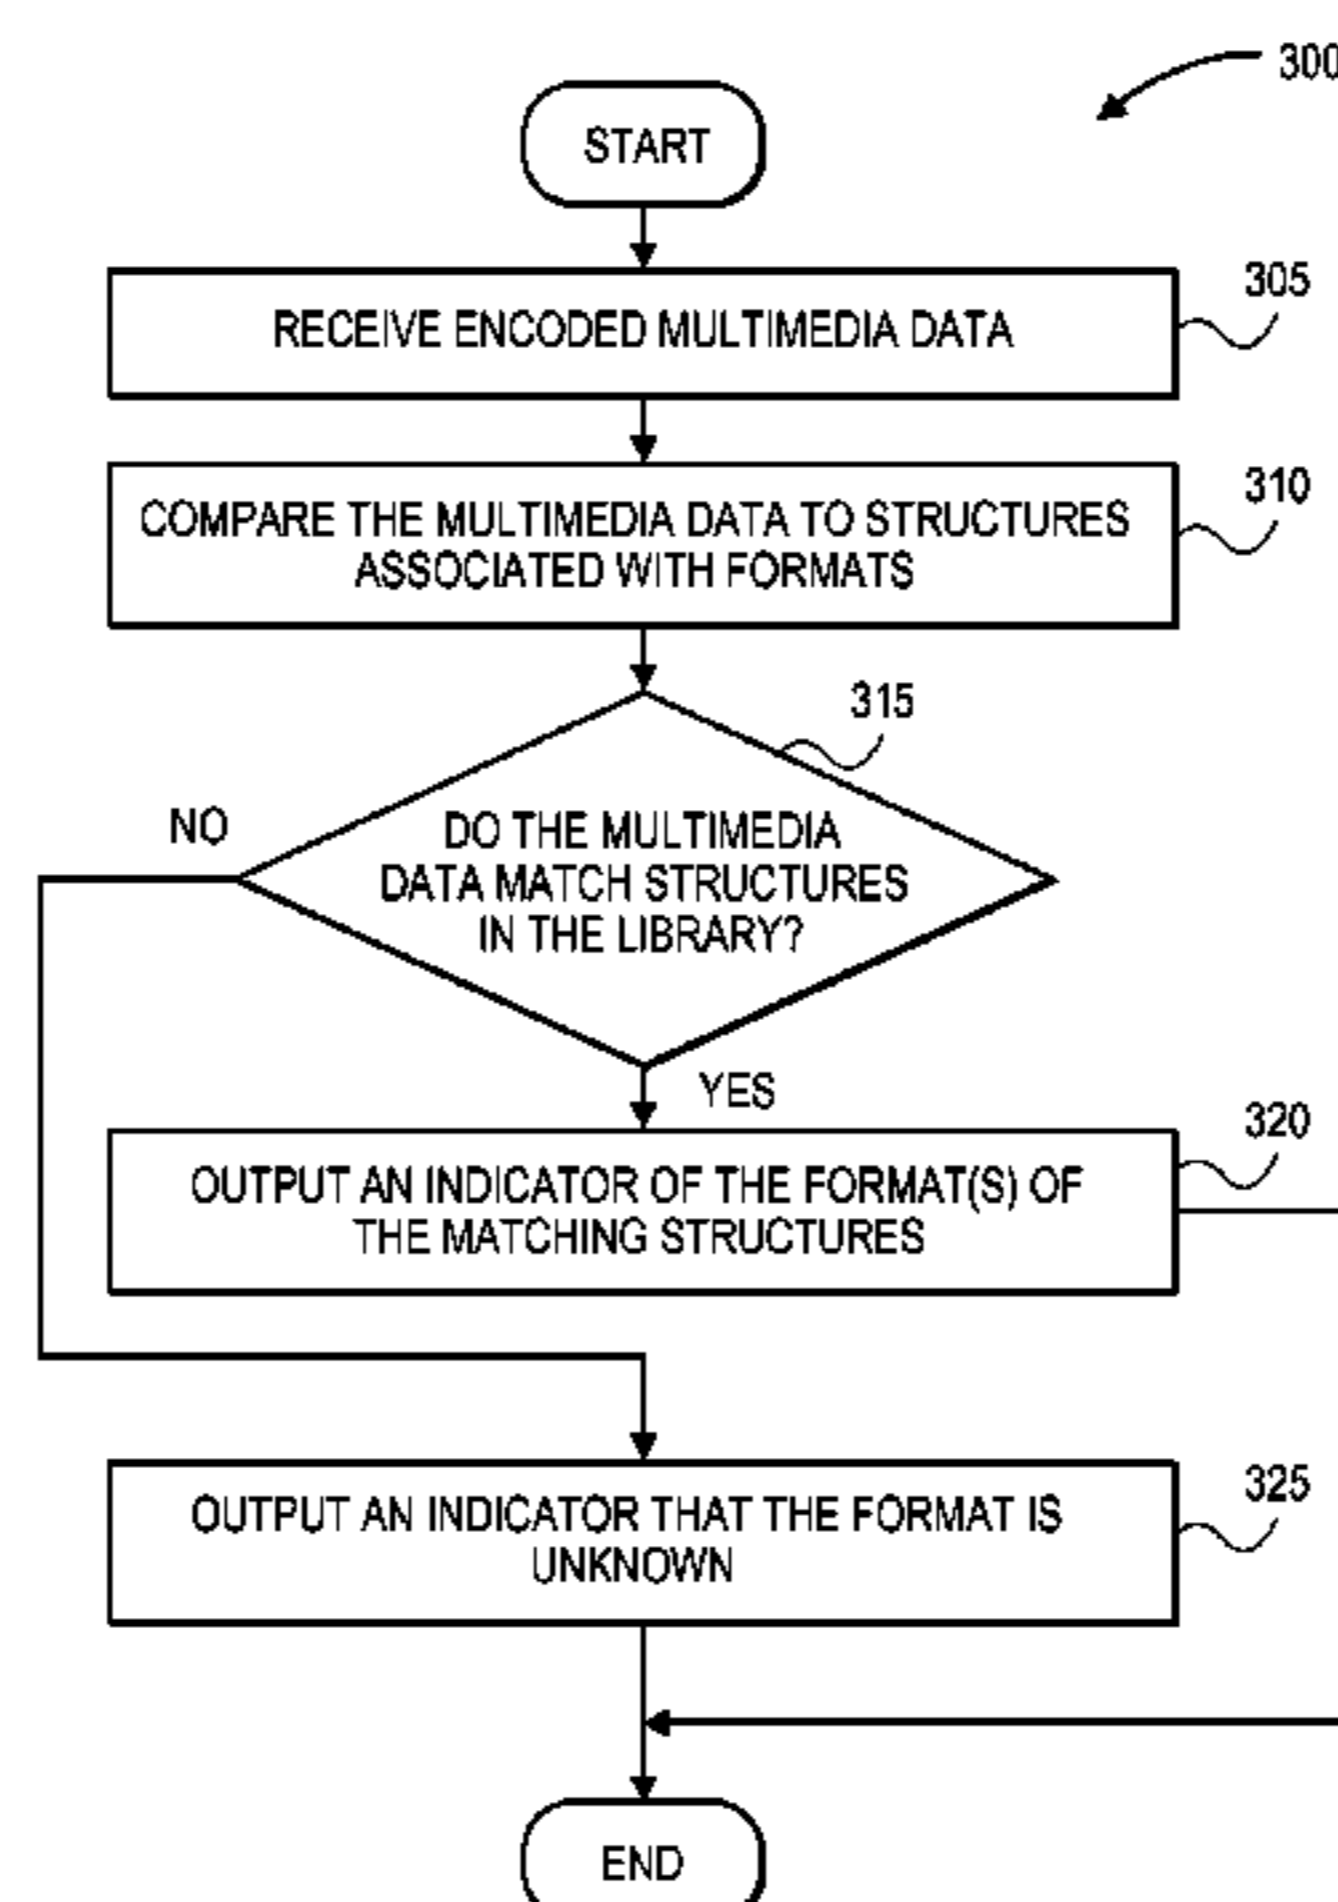 300
START
RECEIVE ENCODED MULTIMEDIA DATA
305
COMPARE THE MULTIMEDIA DATA TO STRUCTURES
ASSOCIATED WITH FORMATS
310
315
NO
DO THE MULTIMEDIA
DATA MATCH STRUCTURES
IN THE LIBRARY?
YES
OUTPUT AN INDICATOR OF THE FORMAT(S) OF
THE MATCHING STRUCTURES
320
OUTPUT AN INDICATOR THAT THE FORMAT IS
UNKNOWN
325
END